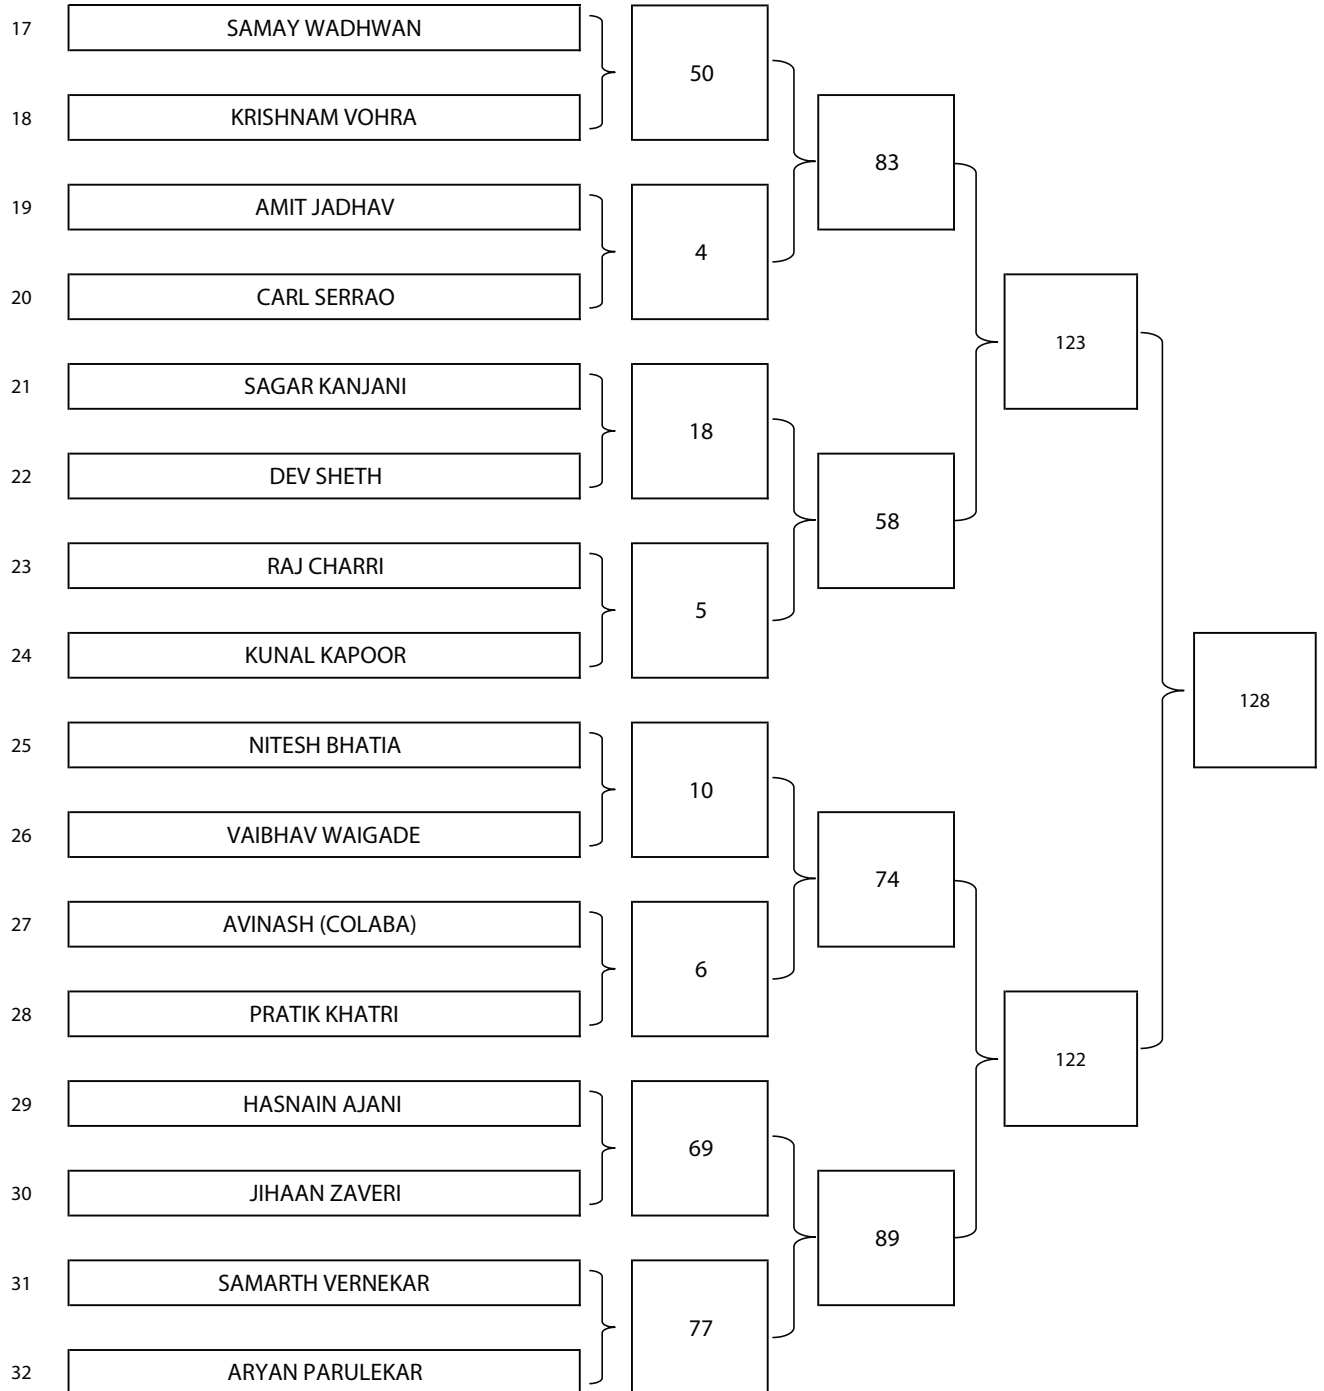 17 SAMAY WADHWAN
50
18 KRISHNAM VOHRA
83
19 AMIT JADHAV
4
20 CARL SERRAO
123
21 SAGAR KANJANI
18
22 DEV SHETH
58
23 RAJ CHARRI
5
24 KUNAL KAPOOR
128
25 NITESH BHATIA
10
26 VAIBHAV WAIGADE
74
27 AVINASH (COLABA)
6
28 PRATIK KHATRI
122
29 HASNAIN AJANI
69
30 JIHAAN ZAVERI
89
31 SAMARTH VERNEKAR
77
32 ARYAN PARULEKAR